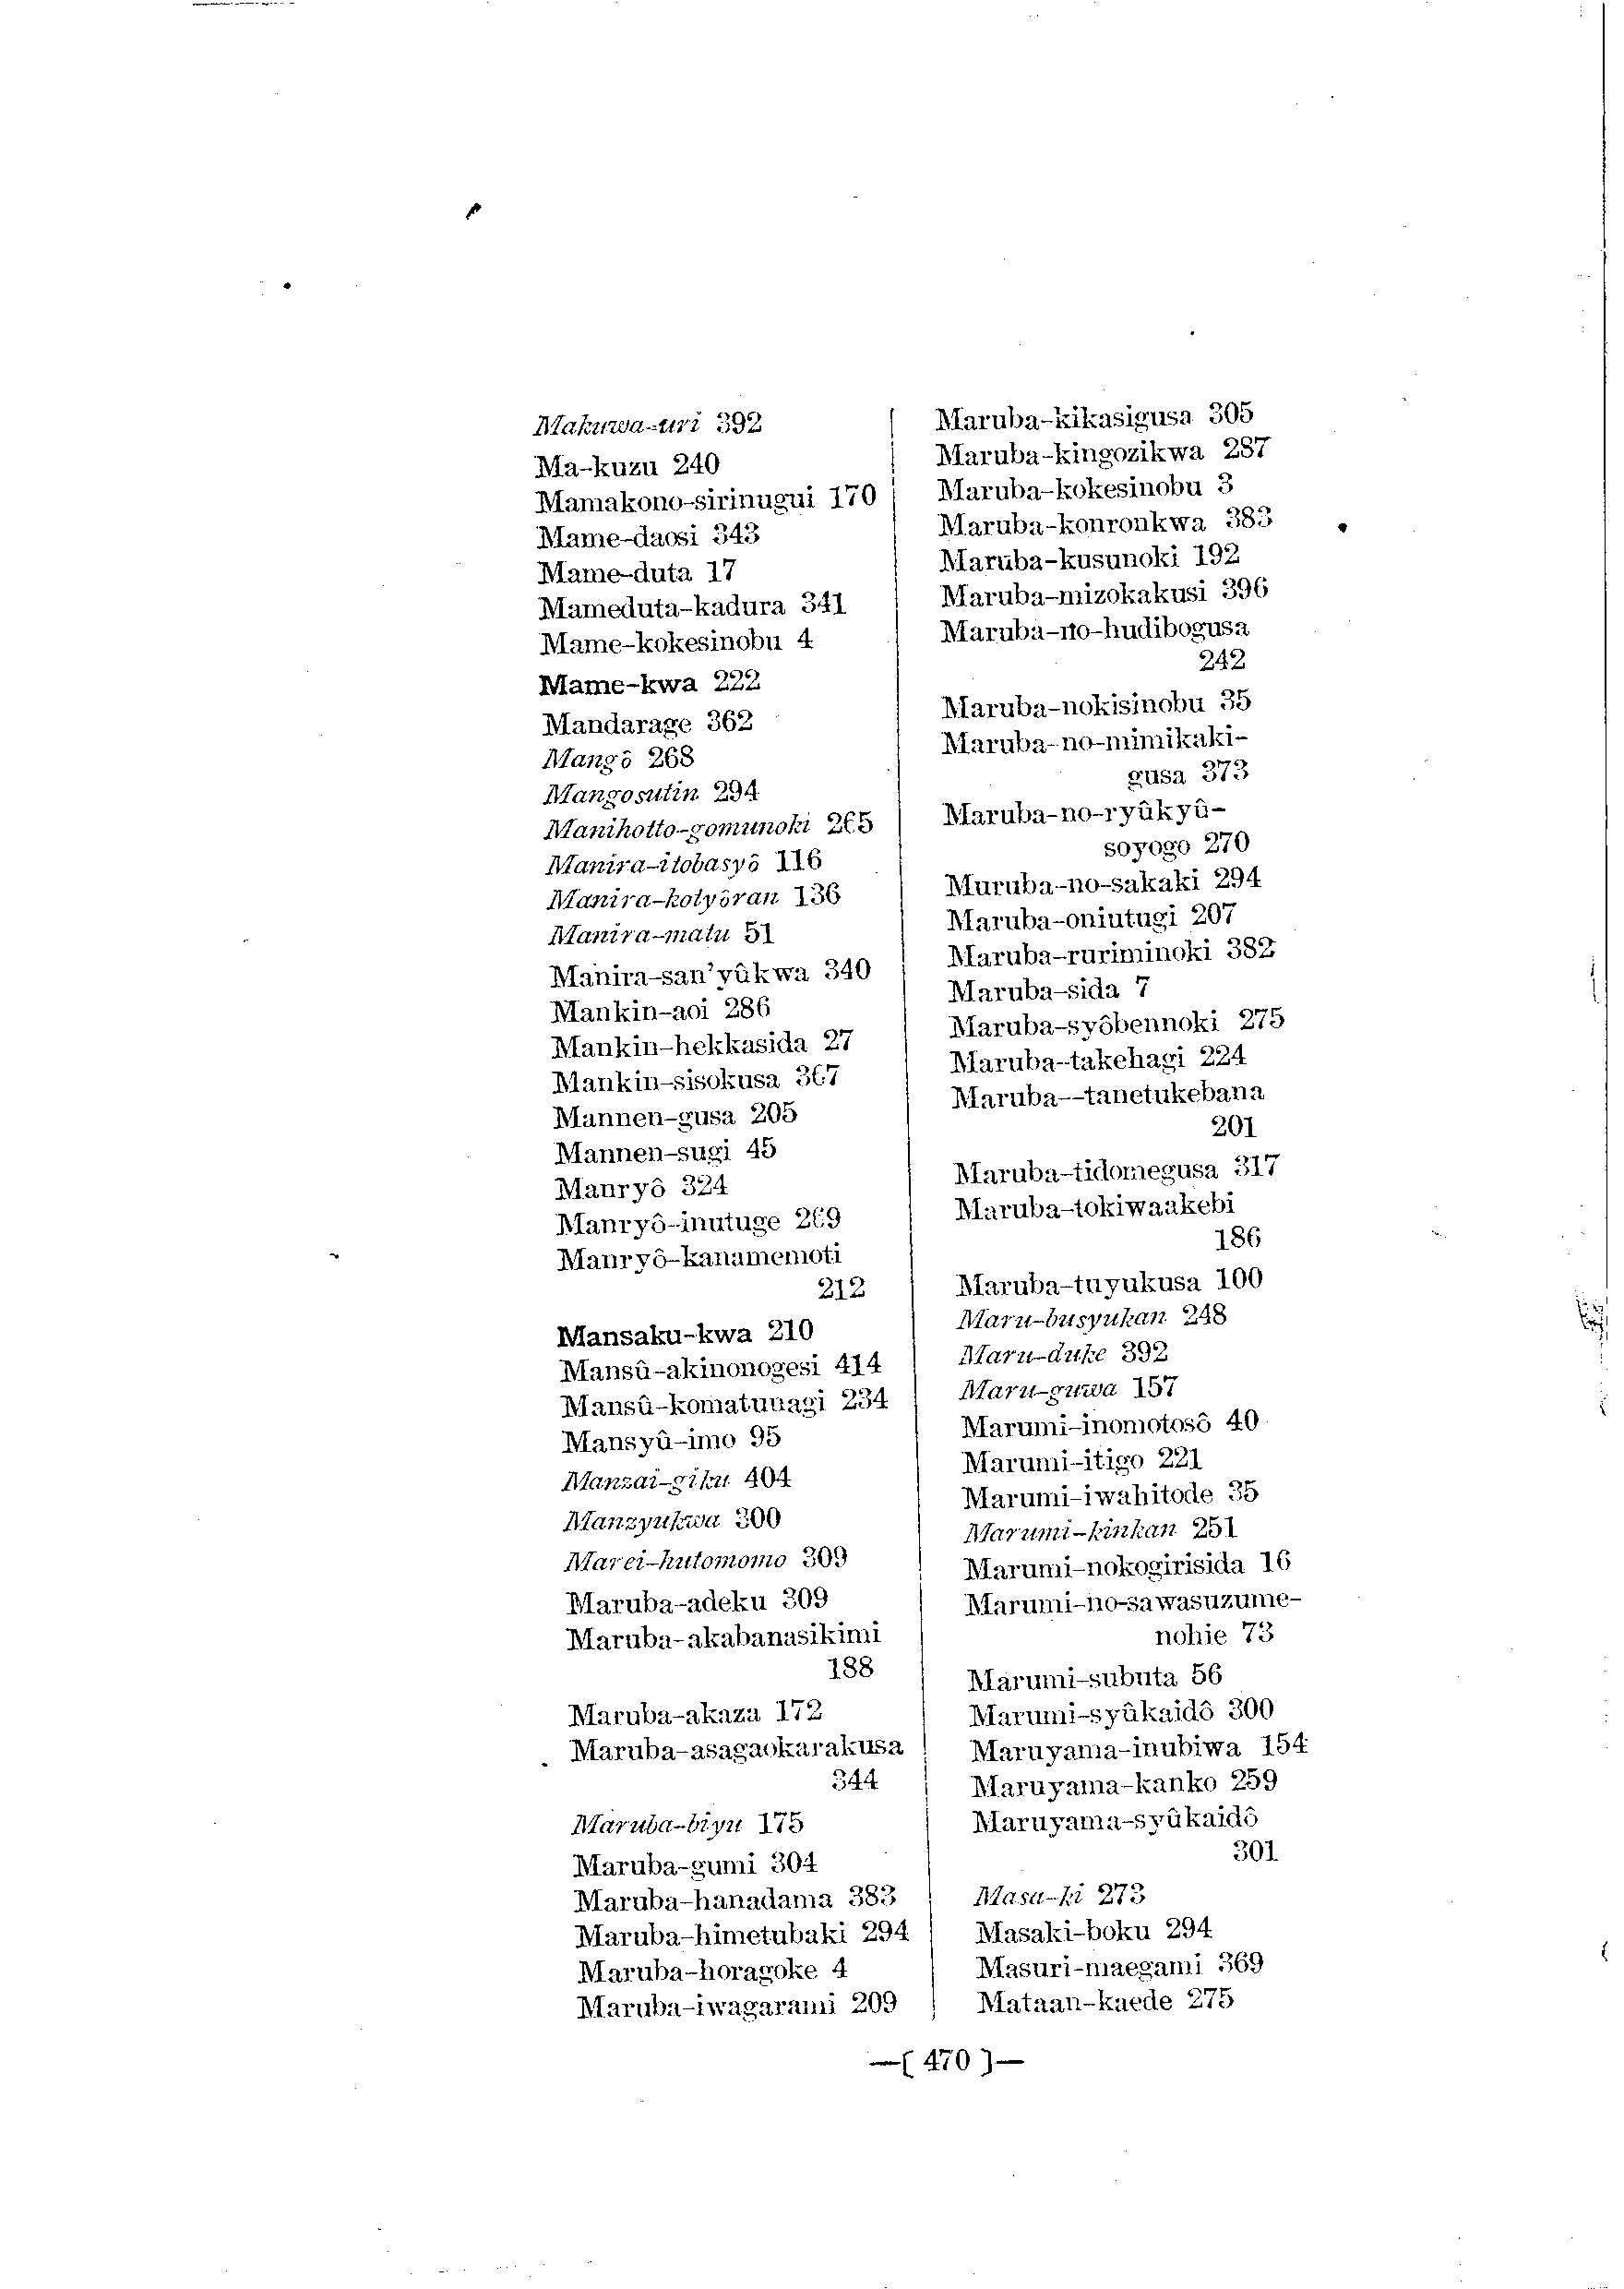 Makuwa-uri 392
Ma-kuzu 240
Mamakono-sirinugui 170
Mame-daosi 343
Mame-duta 17
Mameduta-kadura 341
Mame-kokesinobu 4
Mame-kwa 222
Mandarage 362
Mangô 268
Mangosutin 294
Manihotto-gomunoki 265
Manira-itobasyô 116
Manira-kotyôran 136
Manira-matu 51
Manira-san'yûkwa 340
Mankin-aoi 286
Mankin-hekkasida 27
Mankin-sisokusa 367
Mannen-gusa 205
Mannen-sugi 45
Manryô 324
Manryô-inutuge 269
Manryô-kanamemoti
212
Mansaku-kwa 210
Mansû-akinonogesi 414
Mansû-komatunagi 234
Mansyû-imo 95
Manzai-giku 404
Manzyukwa 300
Marei-hutomomo 309
Maruba-adeku 309
Maruba-akabanasikimi
188
Maruba-akaza 172
Maruba-asagaokarakusa
344
Maruba-biyu 175
Maruba-gumi 304
Maruba-hanadama 383
Maruba-himetubaki 294
Maruba-horagoke 4
Maruba-iwagarami 209
Maruba-kikasigusa 305
Maruba-kingozikwa 287
Maruba-kokesinobu 3
Maruba-konronkwa 383
Maruba-kusunoki 192
Maruba-mizokakusi 396
Maruba-no-hudibogusa
242
Maruba-nokisinobu 35
Maruba-no-mimikaki-
gusa 373
Maruba-no-ryûkyû-
soyogo 270
Muruba-no-sakaki 294
Maruba-oniutugi 207
Maruba-ruriminoki 382
Maruba-sida 7
Maruba-syôbennoki 275
Maruba-takehagi 224
Maruba--tanetukebana
201
Maruba-tidomegusa 317
Maruba-tokiwaakebi
186
Maruba-tuyukusa 100
Maru-busyukan 248
Maru-duke 392
Maru-guwa 157
Marumi-inomotosô 40
Marumi-itigo 221
Marumi-iwahitode 35
Marumi-kinkan 251
Marumi-nokogirisida 16
Marumi-no-sawasuzume-
nohie 73
Marumi-subuta 56
Marumi-syûkaidô 300
Maruyama-inubiwa 154
Maruyama-kanko 259
Maruyama-syûkaidô
301
Masa-ki 273
Masaki-boku 294
Masuri-maegami 369
Mataan-kaede 275
—( 470 )—